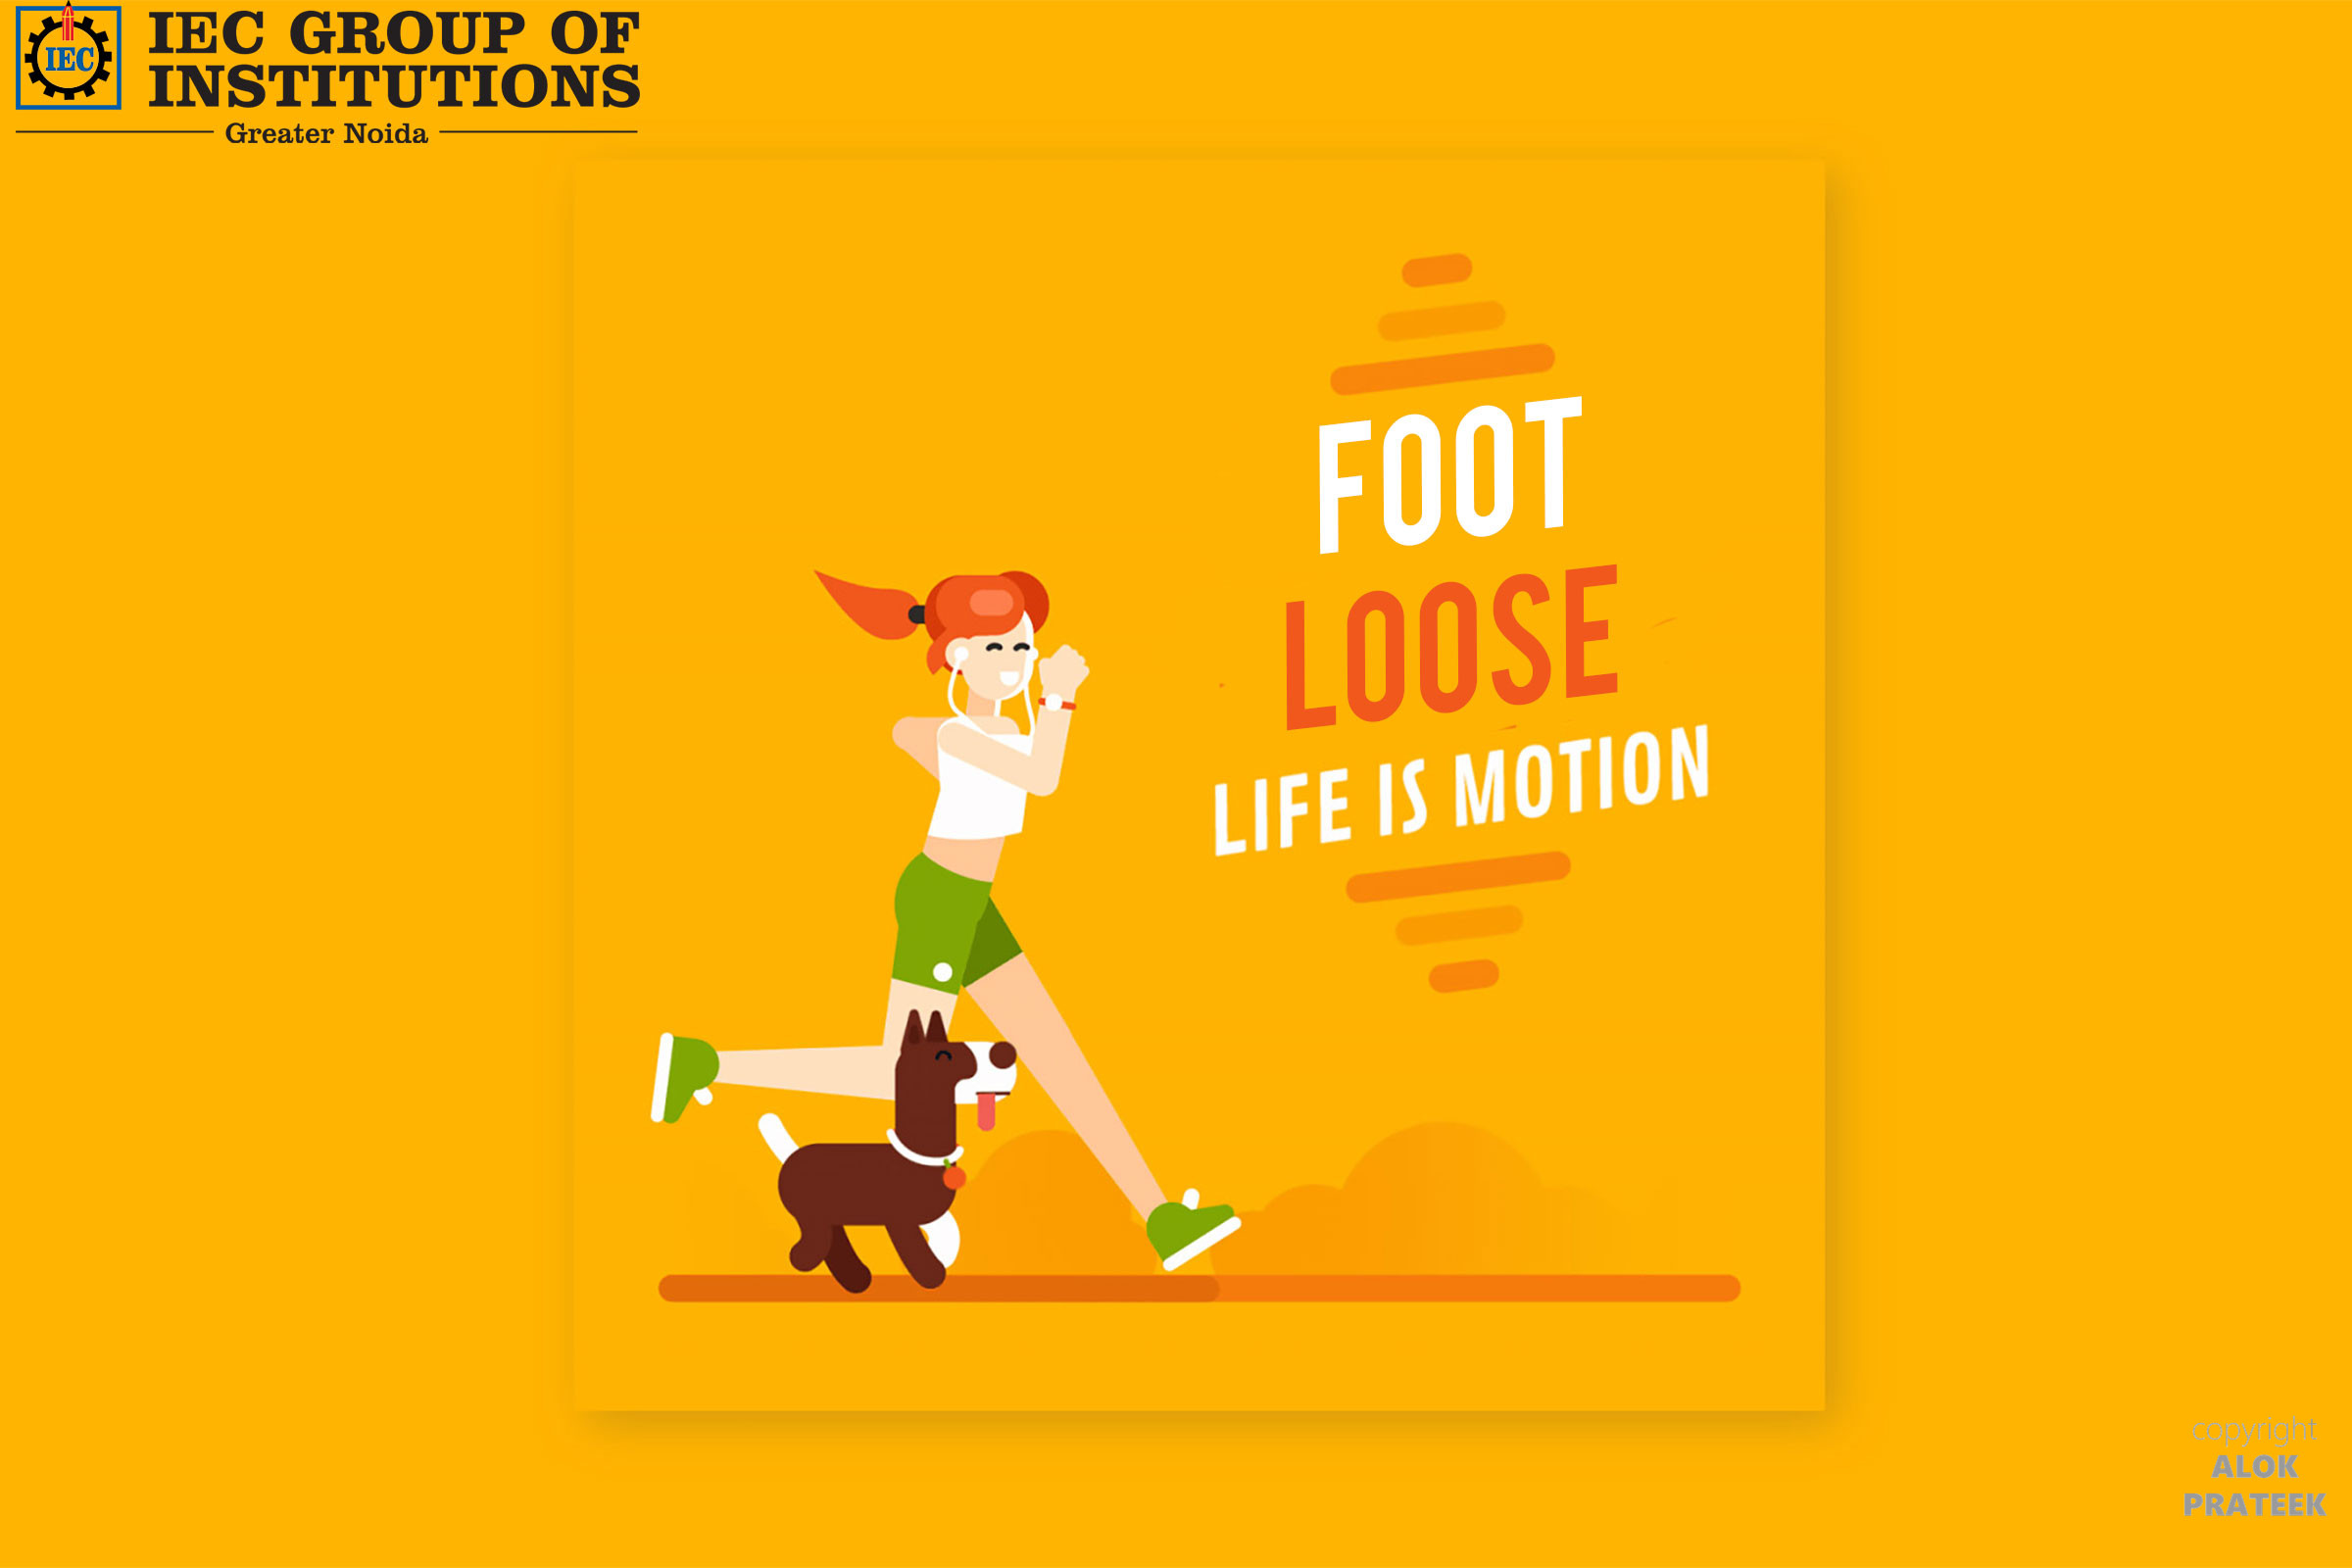 IEC
IEC GROUP OF
INSTITUTIONS
Greater Noida
FOOT
LOOSE
LIFE IS MOTION
copyright
ALOK
PRATEEK